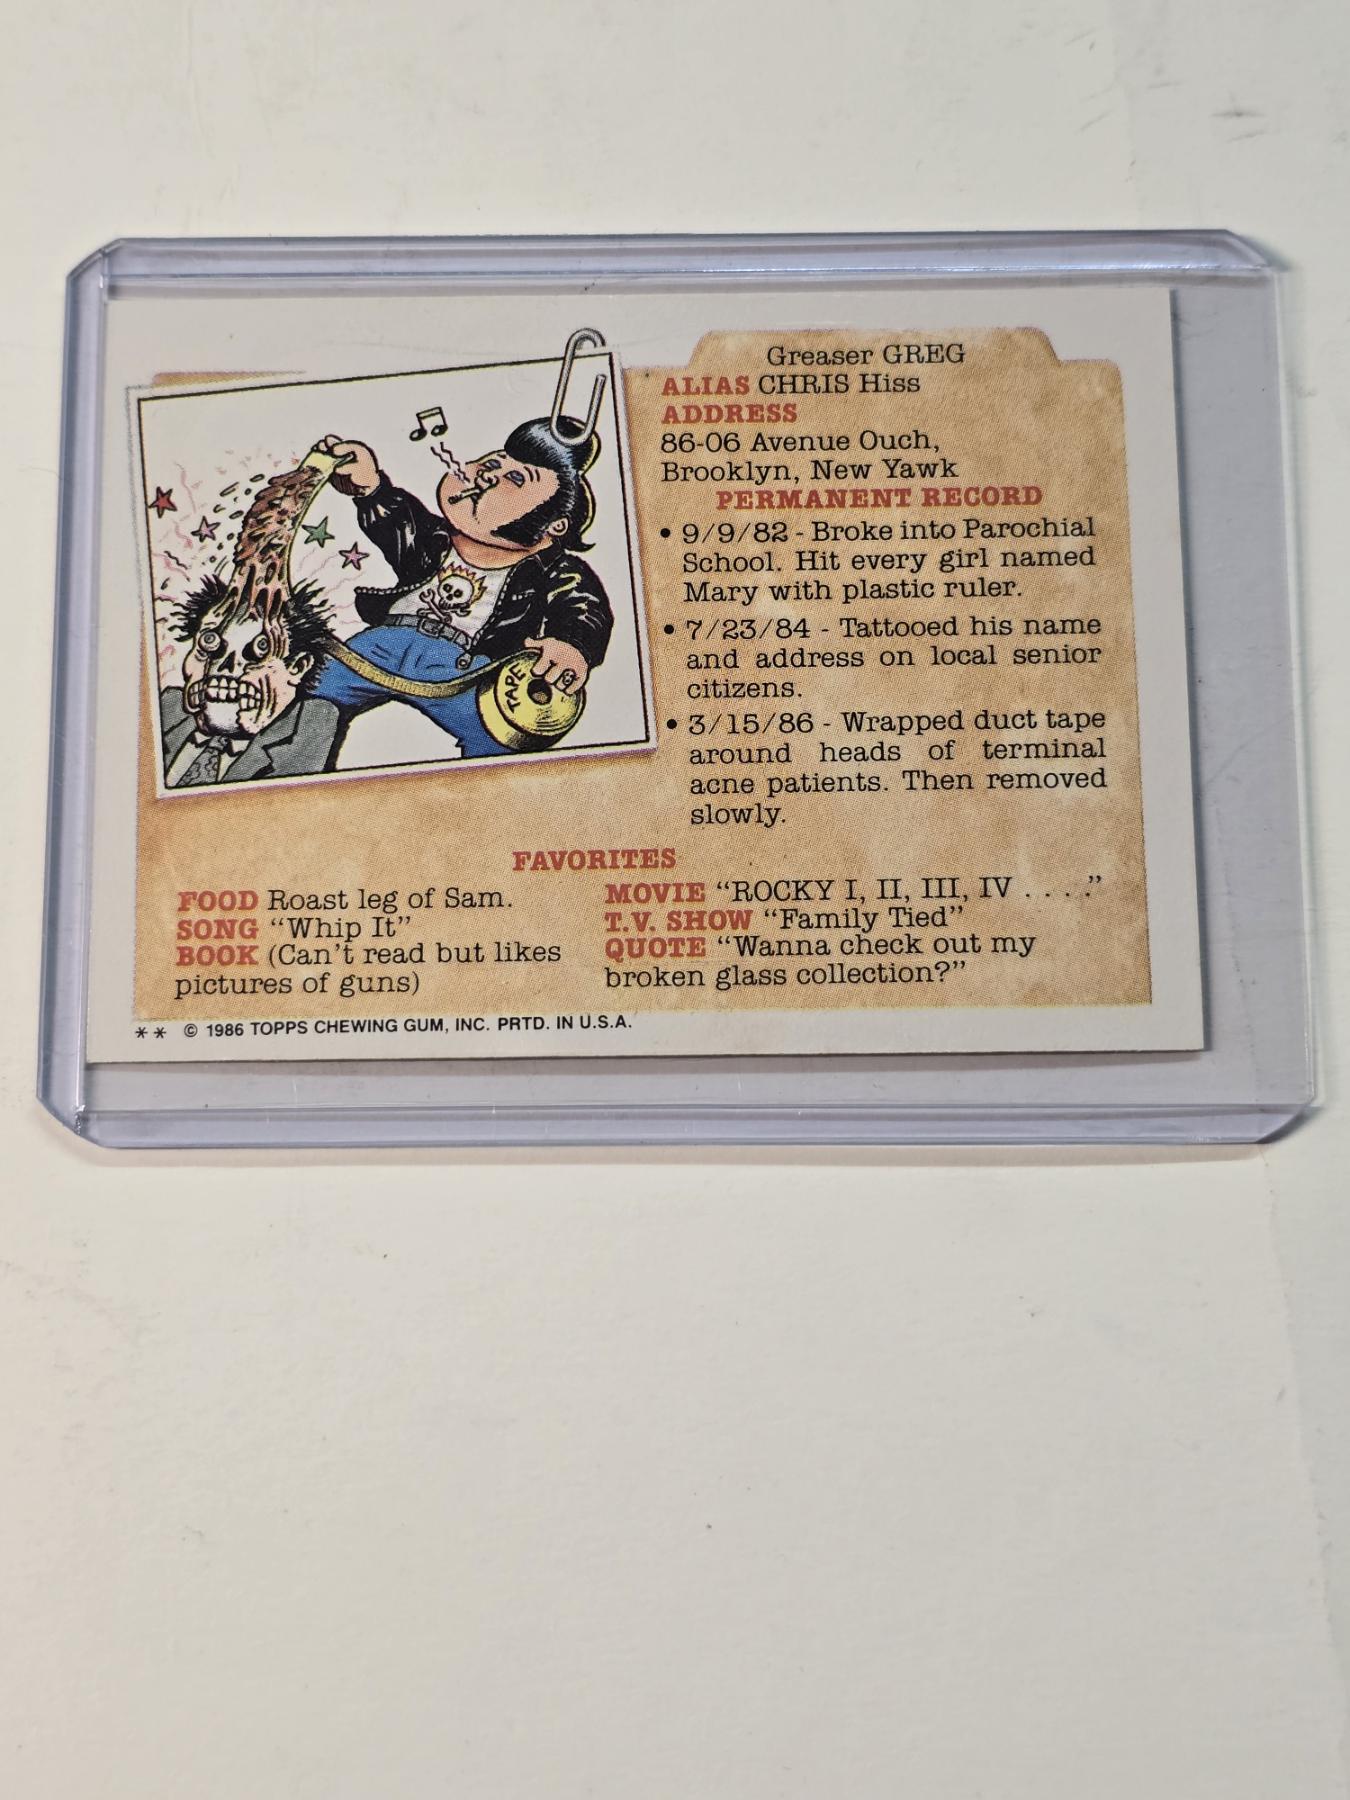 Greaser GREG
ALIAS CHRIS Hiss
ADDRESS
86-06 Avenue Ouch,
Brooklyn, New Yawk
PERMANENT RECORD
• 9/9/82 - Broke into Parochial
School. Hit every girl named
Mary with plastic ruler.
• 7/23/84 - Tattooed his name
and address on local senior
citizens.
• 3/15/86 - Wrapped duct tape
around heads of terminal
acne patients. Then removed
slowly.
TAPE
FAVORITES
FOOD Roast leg of Sam.
SONG "Whip It"
BOOK (Can't read but likes
pictures of guns)
MOVIE "ROCKY I, II, III, IV . . . ."
T.V. SHOW "Family Tied"
QUOTE "Wanna check out my
broken glass collection?"
** © 1986 TOPPS CHEWING GUM, INC. PRTD. IN U.S.A.